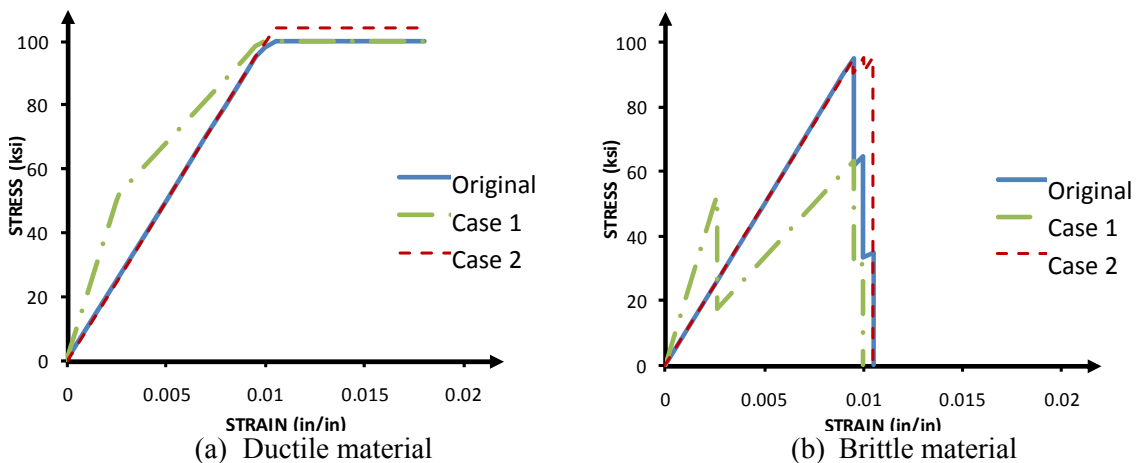 STRESS (ksi)
100
80
60
40
20
0
0
0.005
0.01
0.015
0.02
STRAIN (in/in)
Original
Case 1
Case 2
(a) Ductile material
STRESS (ksi)
100
80
60
40
20
0
0
0.005
0.01
0.015
0.02
STRAIN (in/in)
Original
Case 1
Case 2
(b) Brittle material